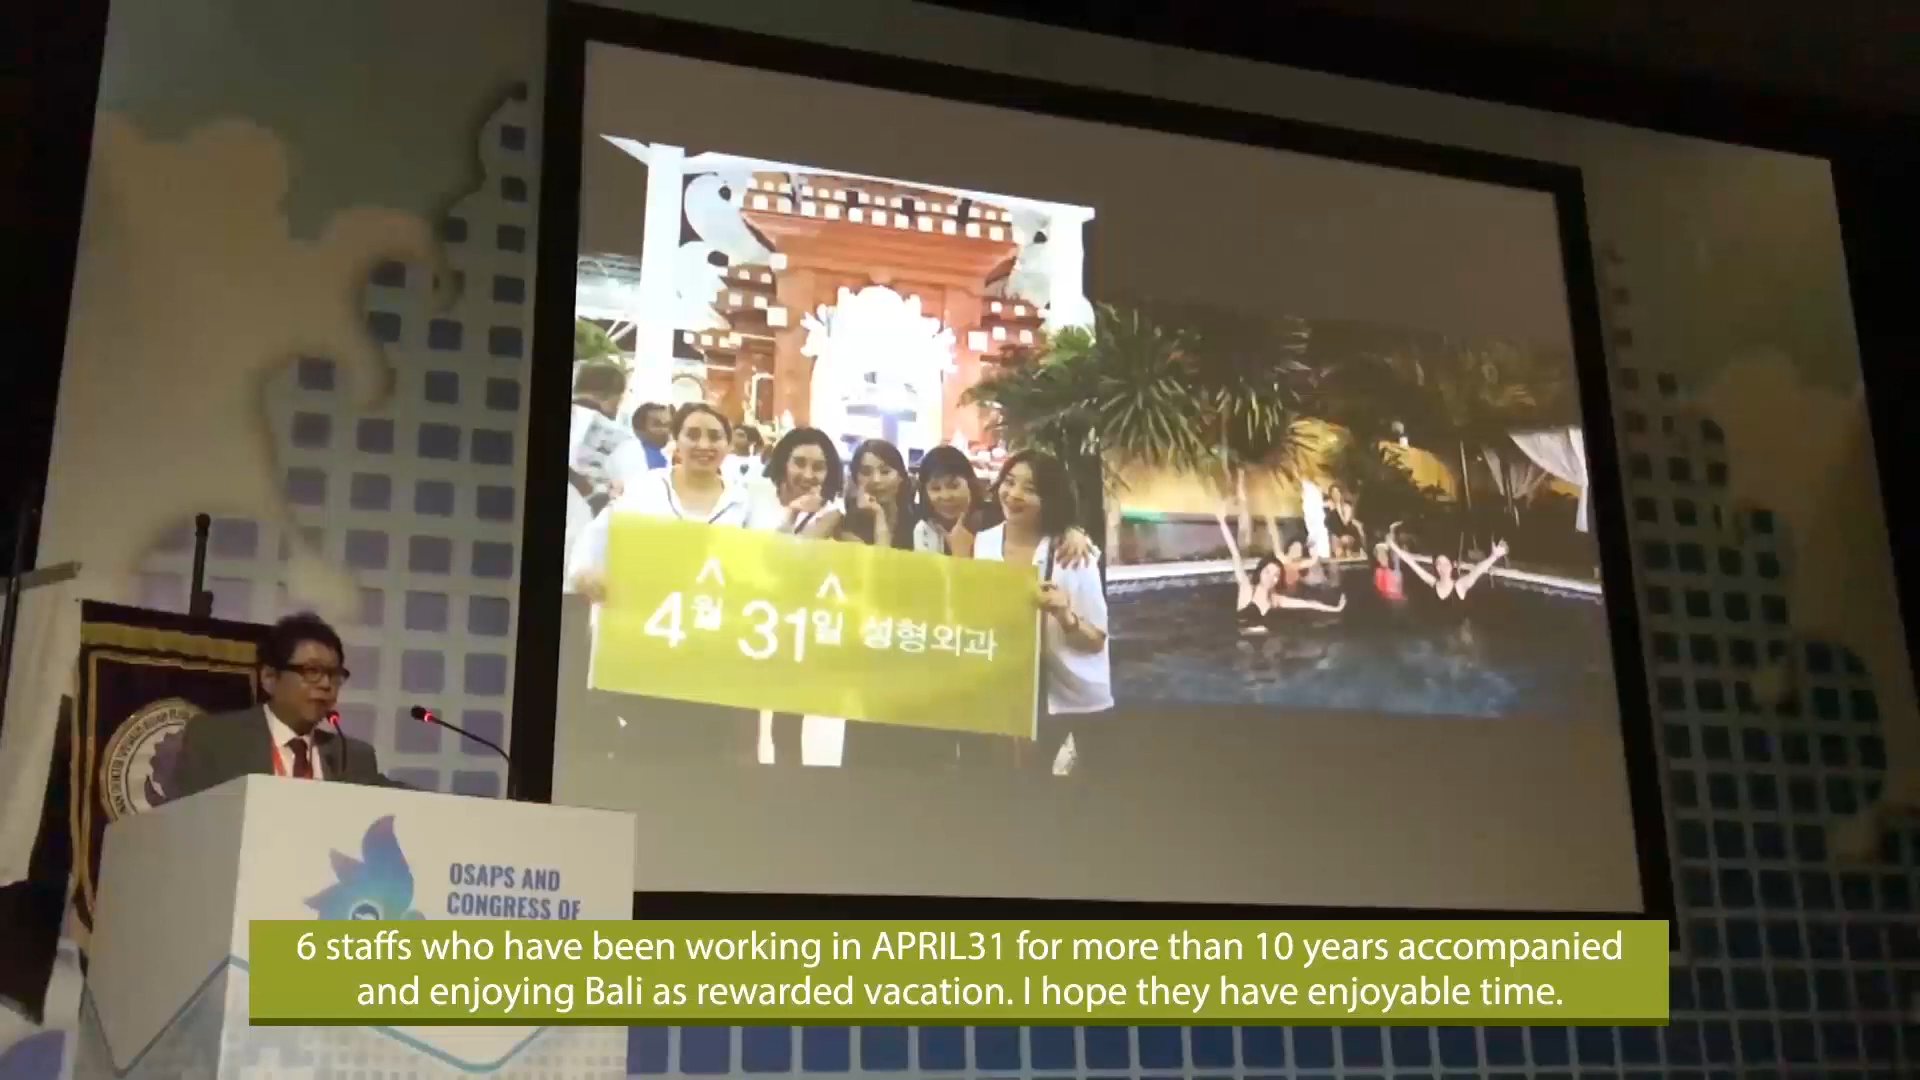 4월 31일 성형외과
OSAPS AND
CONGRESS OF
6 staffs who have been working in APRIL31 for more than 10 years accompanied
and enjoying Bali as rewarded vacation. I hope they have enjoyable time.